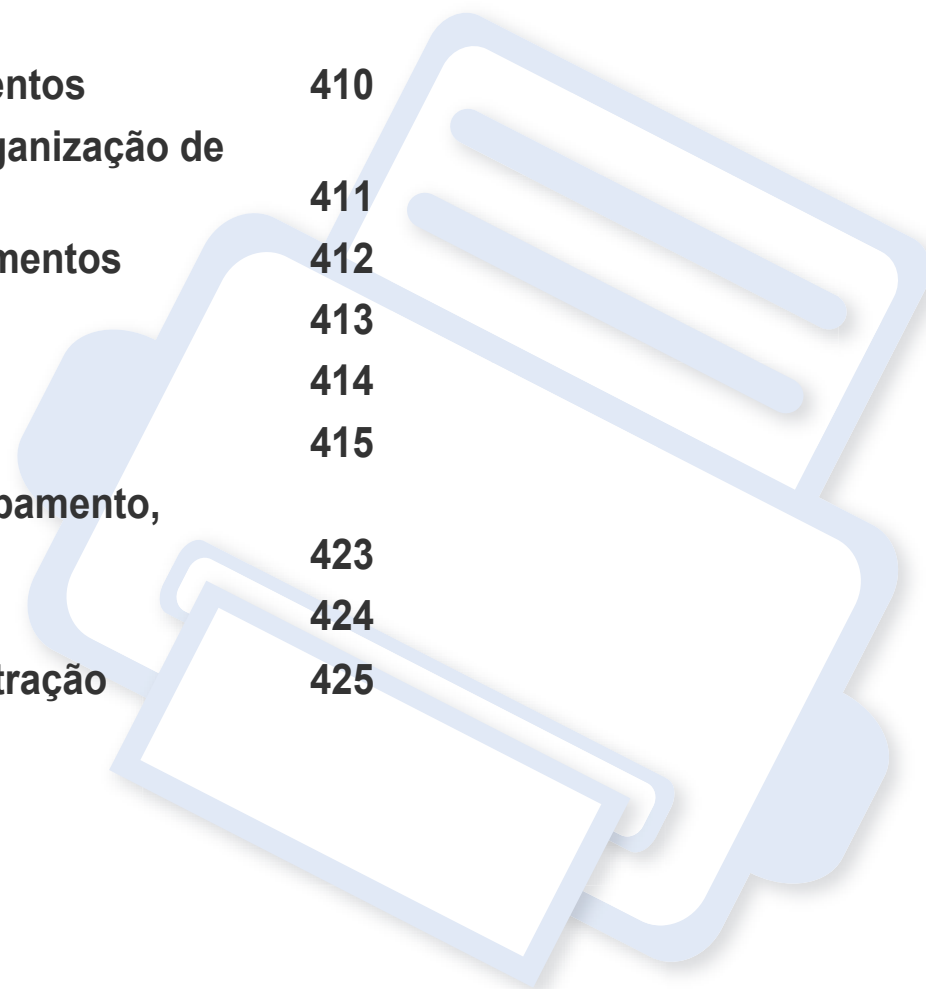 entos 410
ganização de
411
mentos 412
413
414
415
pamento,
423
424
tração 425